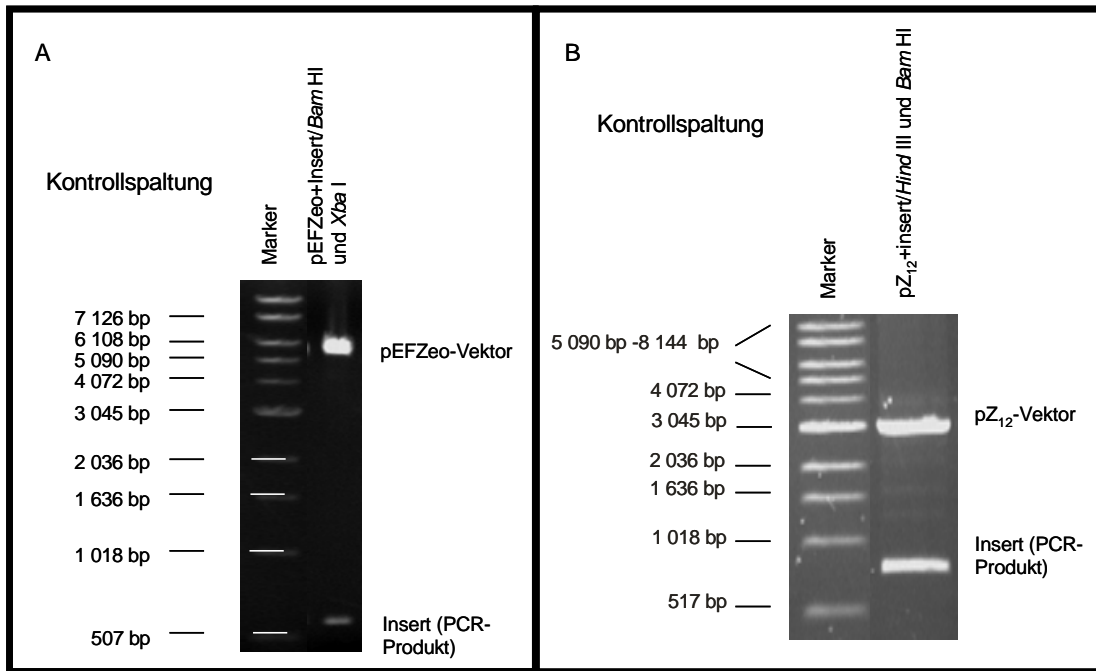 A
Kontrollspaltung
Marker
pEFZeo+Insert/Bam HI
und Xba I
7 126 bp
6 108 bp
5 090 bp
4 072 bp
3 045 bp
2 036 bp
1 636 bp
1 018 bp
507 bp
pEFZeo-Vektor
Insert (PCR-
Produkt)
B
Kontrollspaltung
Marker
pZ12+insert/Hind III und Bam HI
5 090 bp -8 144 bp
4 072 bp
3 045 bp
2 036 bp
1 636 bp
1 018 bp
517 bp
pZ12-Vektor
Insert (PCR-
Produkt)